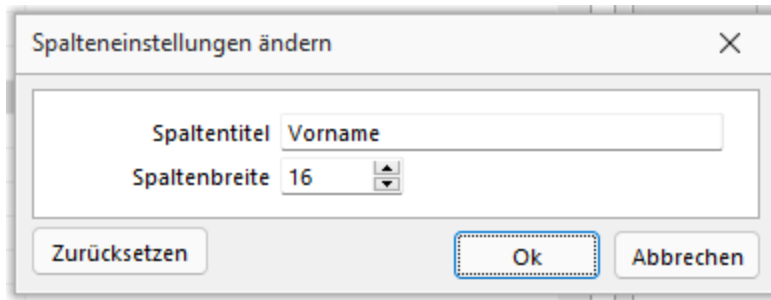 Spalteneinstellungen ändern
Spaltentitel Vorname
Spaltenbreite 16
Zurücksetzen Ok Abbrechen